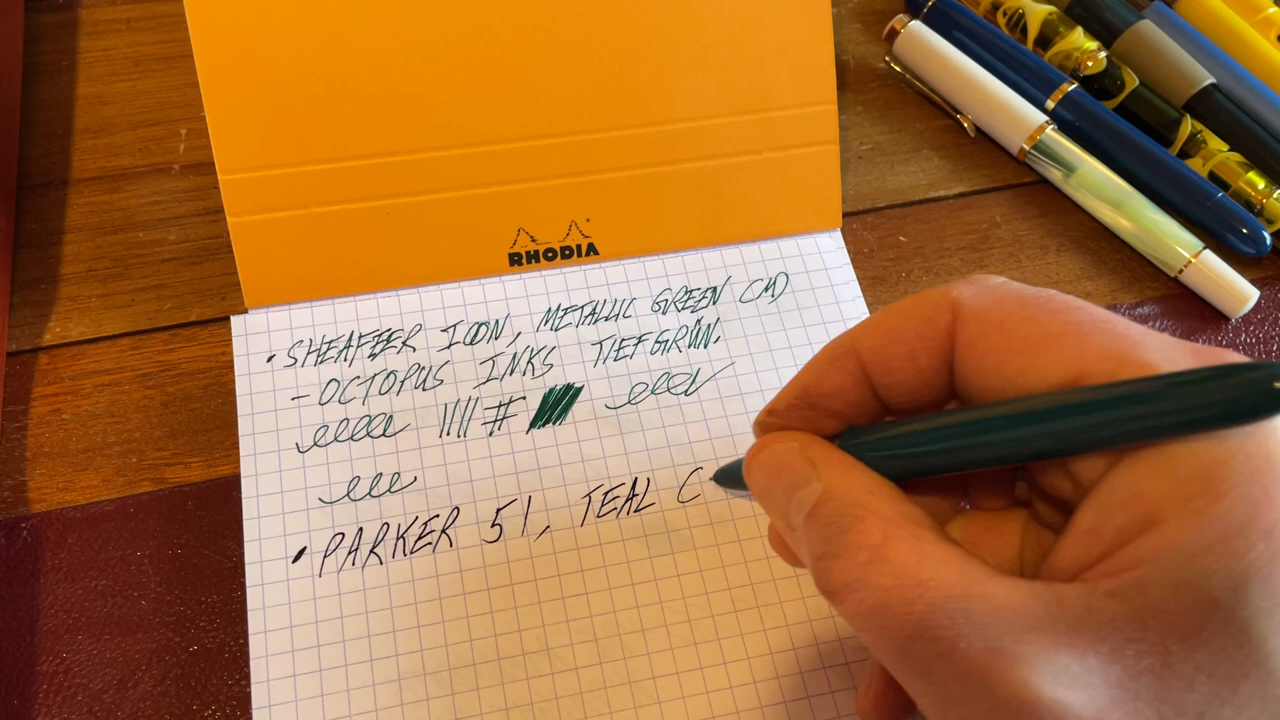 RHODIA
• SHEAFFER ICON, METALLIC GREEN (M)
- OCTOPUS INKS TIEFGRÜN.
• PARKER 51, TEAL C